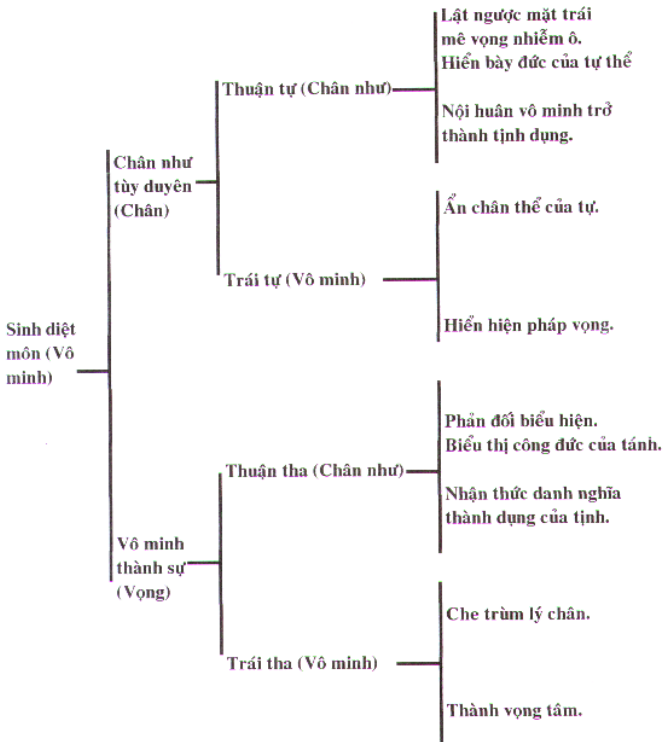 Lật ngược mặt trái
mê vọng nhiễm ô.
Hiển bày đức của tự thể
Thuận tự (Chân như)
Nội huân vô minh trở
thành tịnh dụng.
Chân như
tùy duyên
(Chân)
Ẩn chân thể của tự.
Trái tự (Vô minh)
Hiển hiện pháp vọng.
Sinh diệt
môn (Vô
minh)
Phản đối biểu hiện.
Biểu thị công đức của tánh.
Thuận tha (Chân như)
Nhận thức danh nghĩa
thành dụng của tịnh.
Vô minh
thành sự
(Vọng)
Che trùm lý chân.
Trái tha (Vô minh)
Thành vọng tâm.